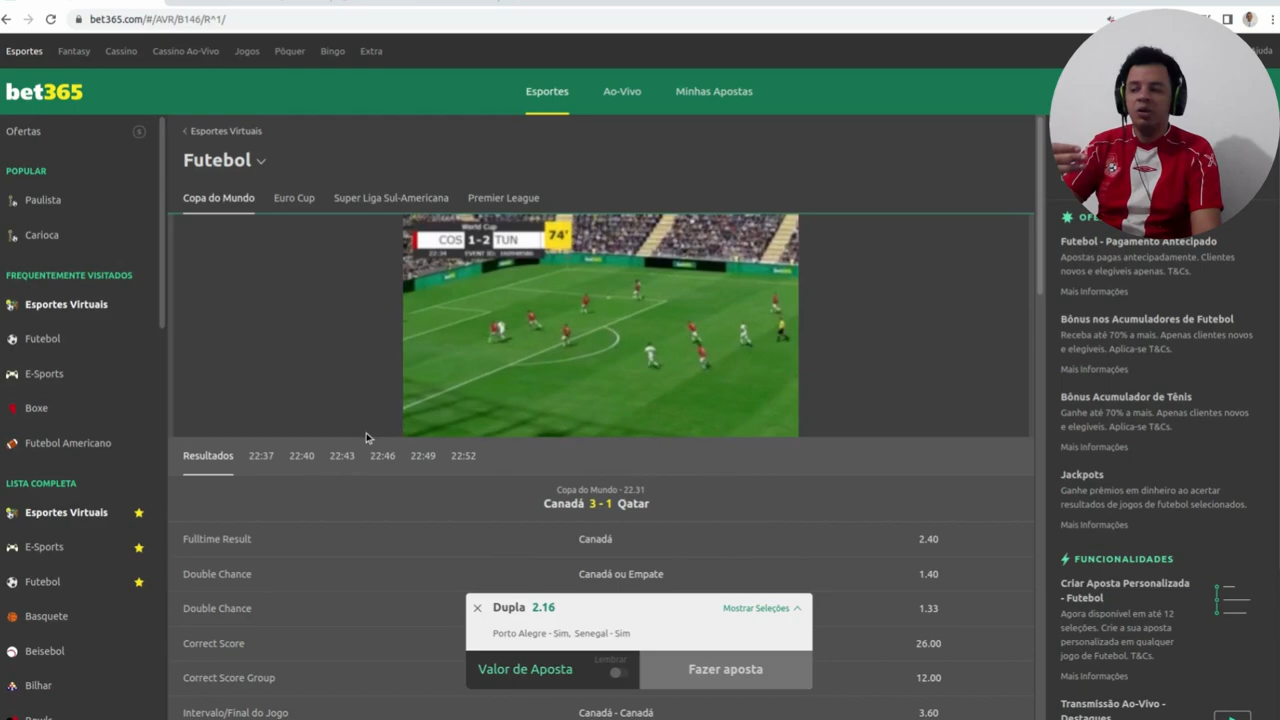 bet365.com/#/AVR/B146/R^1/
Esportes Fantasy Cassino Cassino Ao-Vivo Jogos Pôquer Bingo Extra
Ajuda
bet365
Esportes Ao-Vivo Minhas Apostas
Ofertas
POPULAR
Paulista
Carioca
FREQUENTEMENTE VISITADOS
Esportes Virtuais
Futebol
E-Sports
Boxe
Futebol Americano
LISTA COMPLETA
Esportes Virtuais
E-Sports
Futebol
Basquete
Beisebol
Bilhar
Esportes Virtuais
Futebol
Copa do Mundo Euro Cup Super Liga Sul-Americana Premier League
World Cup
COS 1-2 TUN 74'
22:34
Resultados 22:37 22:40 22:43 22:46 22:49 22:52
Copa do Mundo - 22.31
Canadá 3 - 1 Qatar
Fulltime Result Canadá 2.40
Double Chance Canadá ou Empate 1.40
Double Chance 1.33
Correct Score 26.00
Correct Score Group 12.00
Intervalo/Final do Jogo Canadá - Canadá 3.60
Dupla 2.16 Mostrar Seleções
Porto Alegre - Sim, Senegal - Sim
Valor de Aposta Lembrar Fazer aposta
OFE
Futebol - Pagamento Antecipado
Apostas pagas antecipadamente. Clientes
novos e elegíveis apenas. T&Cs.
Mais Informações
Bônus nos Acumuladores de Futebol
Receba até 70% a mais. Apenas clientes novos
e elegíveis. Aplica-se T&Cs.
Mais Informações
Bônus Acumulador de Tênis
Ganhe até 70% a mais. Apenas clientes novos
e elegíveis. Aplica-se T&Cs.
Mais Informações
Jackpots
Ganhe prêmios em dinheiro ao acertar
resultados de jogos de futebol selecionados.
Mais Informações
FUNCIONALIDADES
Criar Aposta Personalizada
- Futebol
Agora disponível em até 12
seleções. Crie a sua aposta
personalizada em qualquer
jogo de Futebol. T&Cs.
Mais Informações
Transmissão Ao-Vivo -